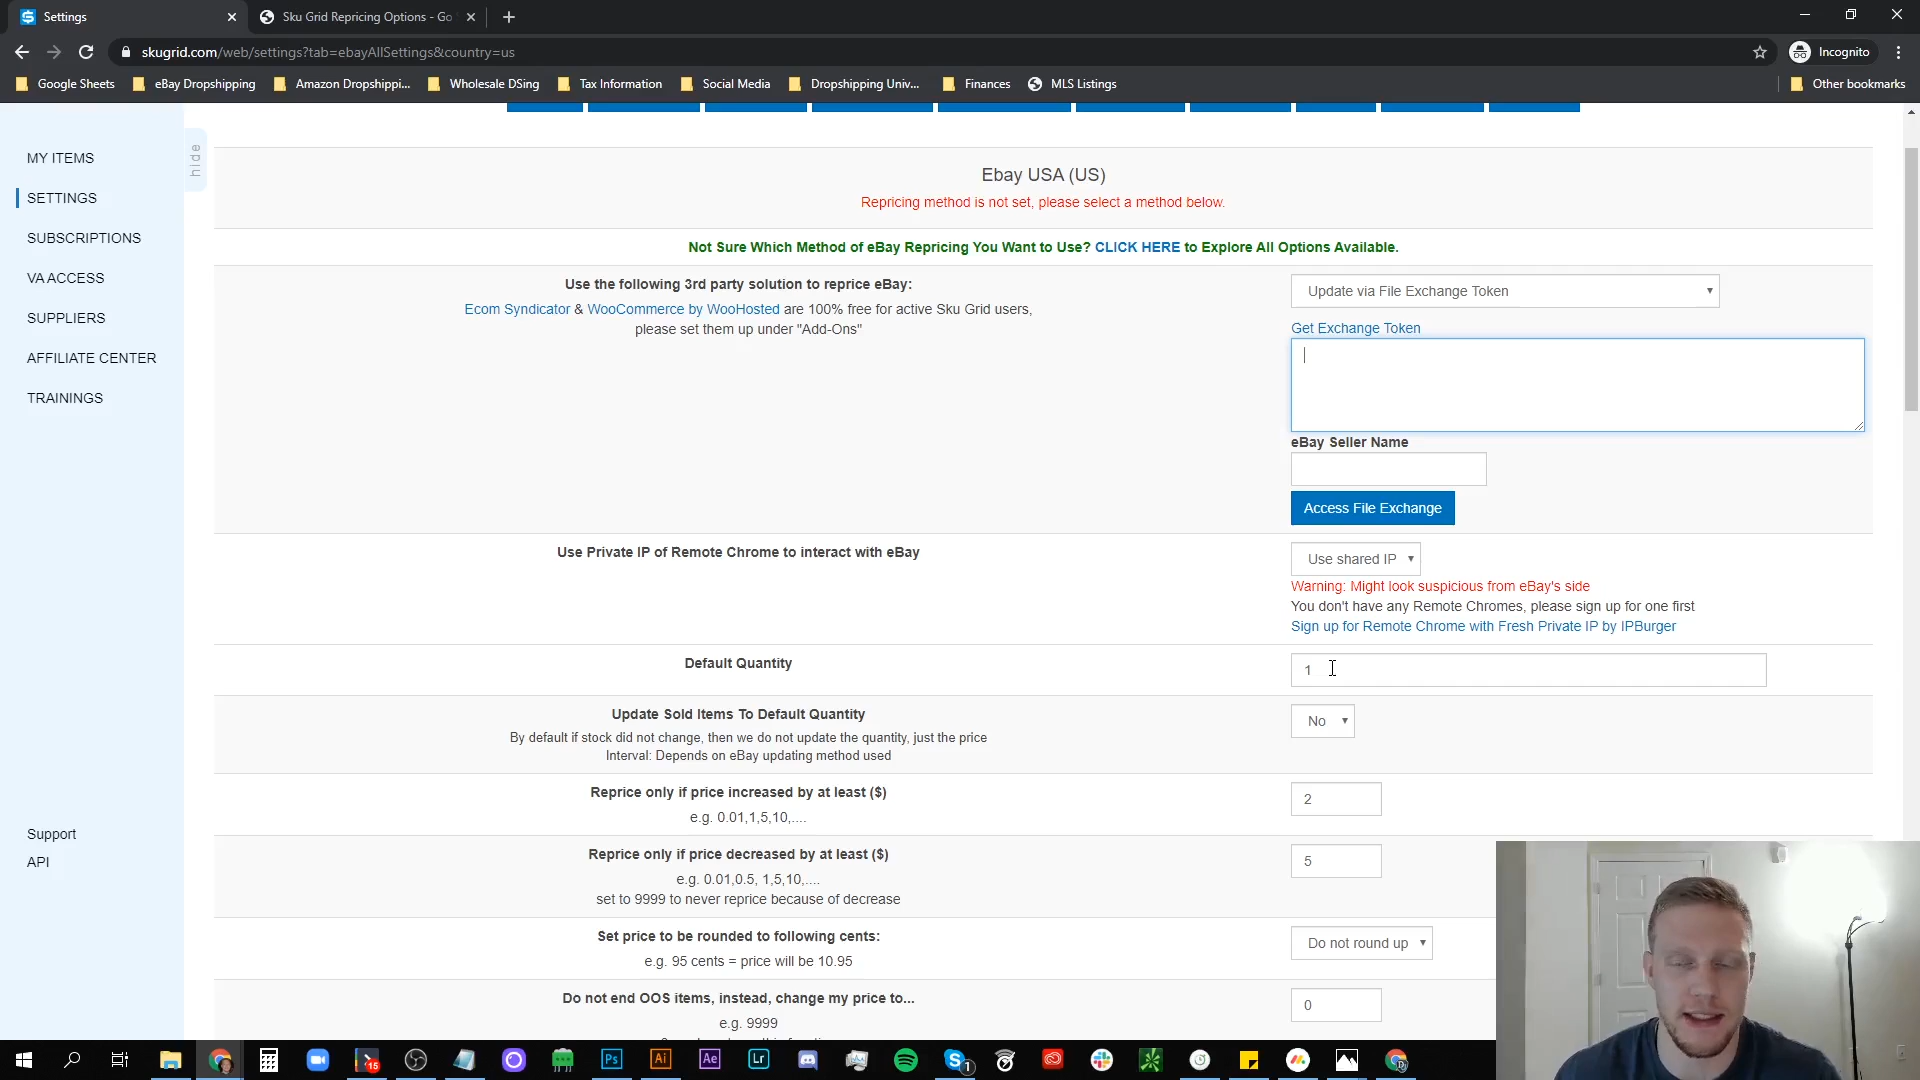 Settings
Sku Grid Repricing Options - Go
skugrid.com/web/settings?tab=ebayAllSettings&country=us
Incognito
Google Sheets
eBay Dropshipping
Amazon Dropshippi...
Wholesale DSing
Tax Information
Social Media
Dropshipping Univ...
Finances
MLS Listings
Other bookmarks
MY ITEMS
SETTINGS
SUBSCRIPTIONS
VA ACCESS
SUPPLIERS
AFFILIATE CENTER
TRAININGS
Support
API
hide
Ebay USA (US)
Repricing method is not set, please select a method below.
Not Sure Which Method of eBay Repricing You Want to Use? CLICK HERE to Explore All Options Available.
Use the following 3rd party solution to reprice eBay:
Ecom Syndicator & WooCommerce by WooHosted are 100% free for active Sku Grid users,
please set them up under "Add-Ons"
Update via File Exchange Token
Get Exchange Token
eBay Seller Name
Access File Exchange
Use Private IP of Remote Chrome to interact with eBay
Use shared IP
Warning: Might look suspicious from eBay's side
You don't have any Remote Chromes, please sign up for one first
Sign up for Remote Chrome with Fresh Private IP by IPBurger
Default Quantity
1
Update Sold Items To Default Quantity
By default if stock did not change, then we do not update the quantity, just the price
Interval: Depends on eBay updating method used
No
Reprice only if price increased by at least ($)
e.g. 0.01,1,5,10,....
2
Reprice only if price decreased by at least ($)
e.g. 0.01,0.5, 1,5,10,....
set to 9999 to never reprice because of decrease
5
Set price to be rounded to following cents:
e.g. 95 cents = price will be 10.95
Do not round up
Do not end OOS items, instead, change my price to...
e.g. 9999
0
15
Ps
Ai
Ae
Lr
1